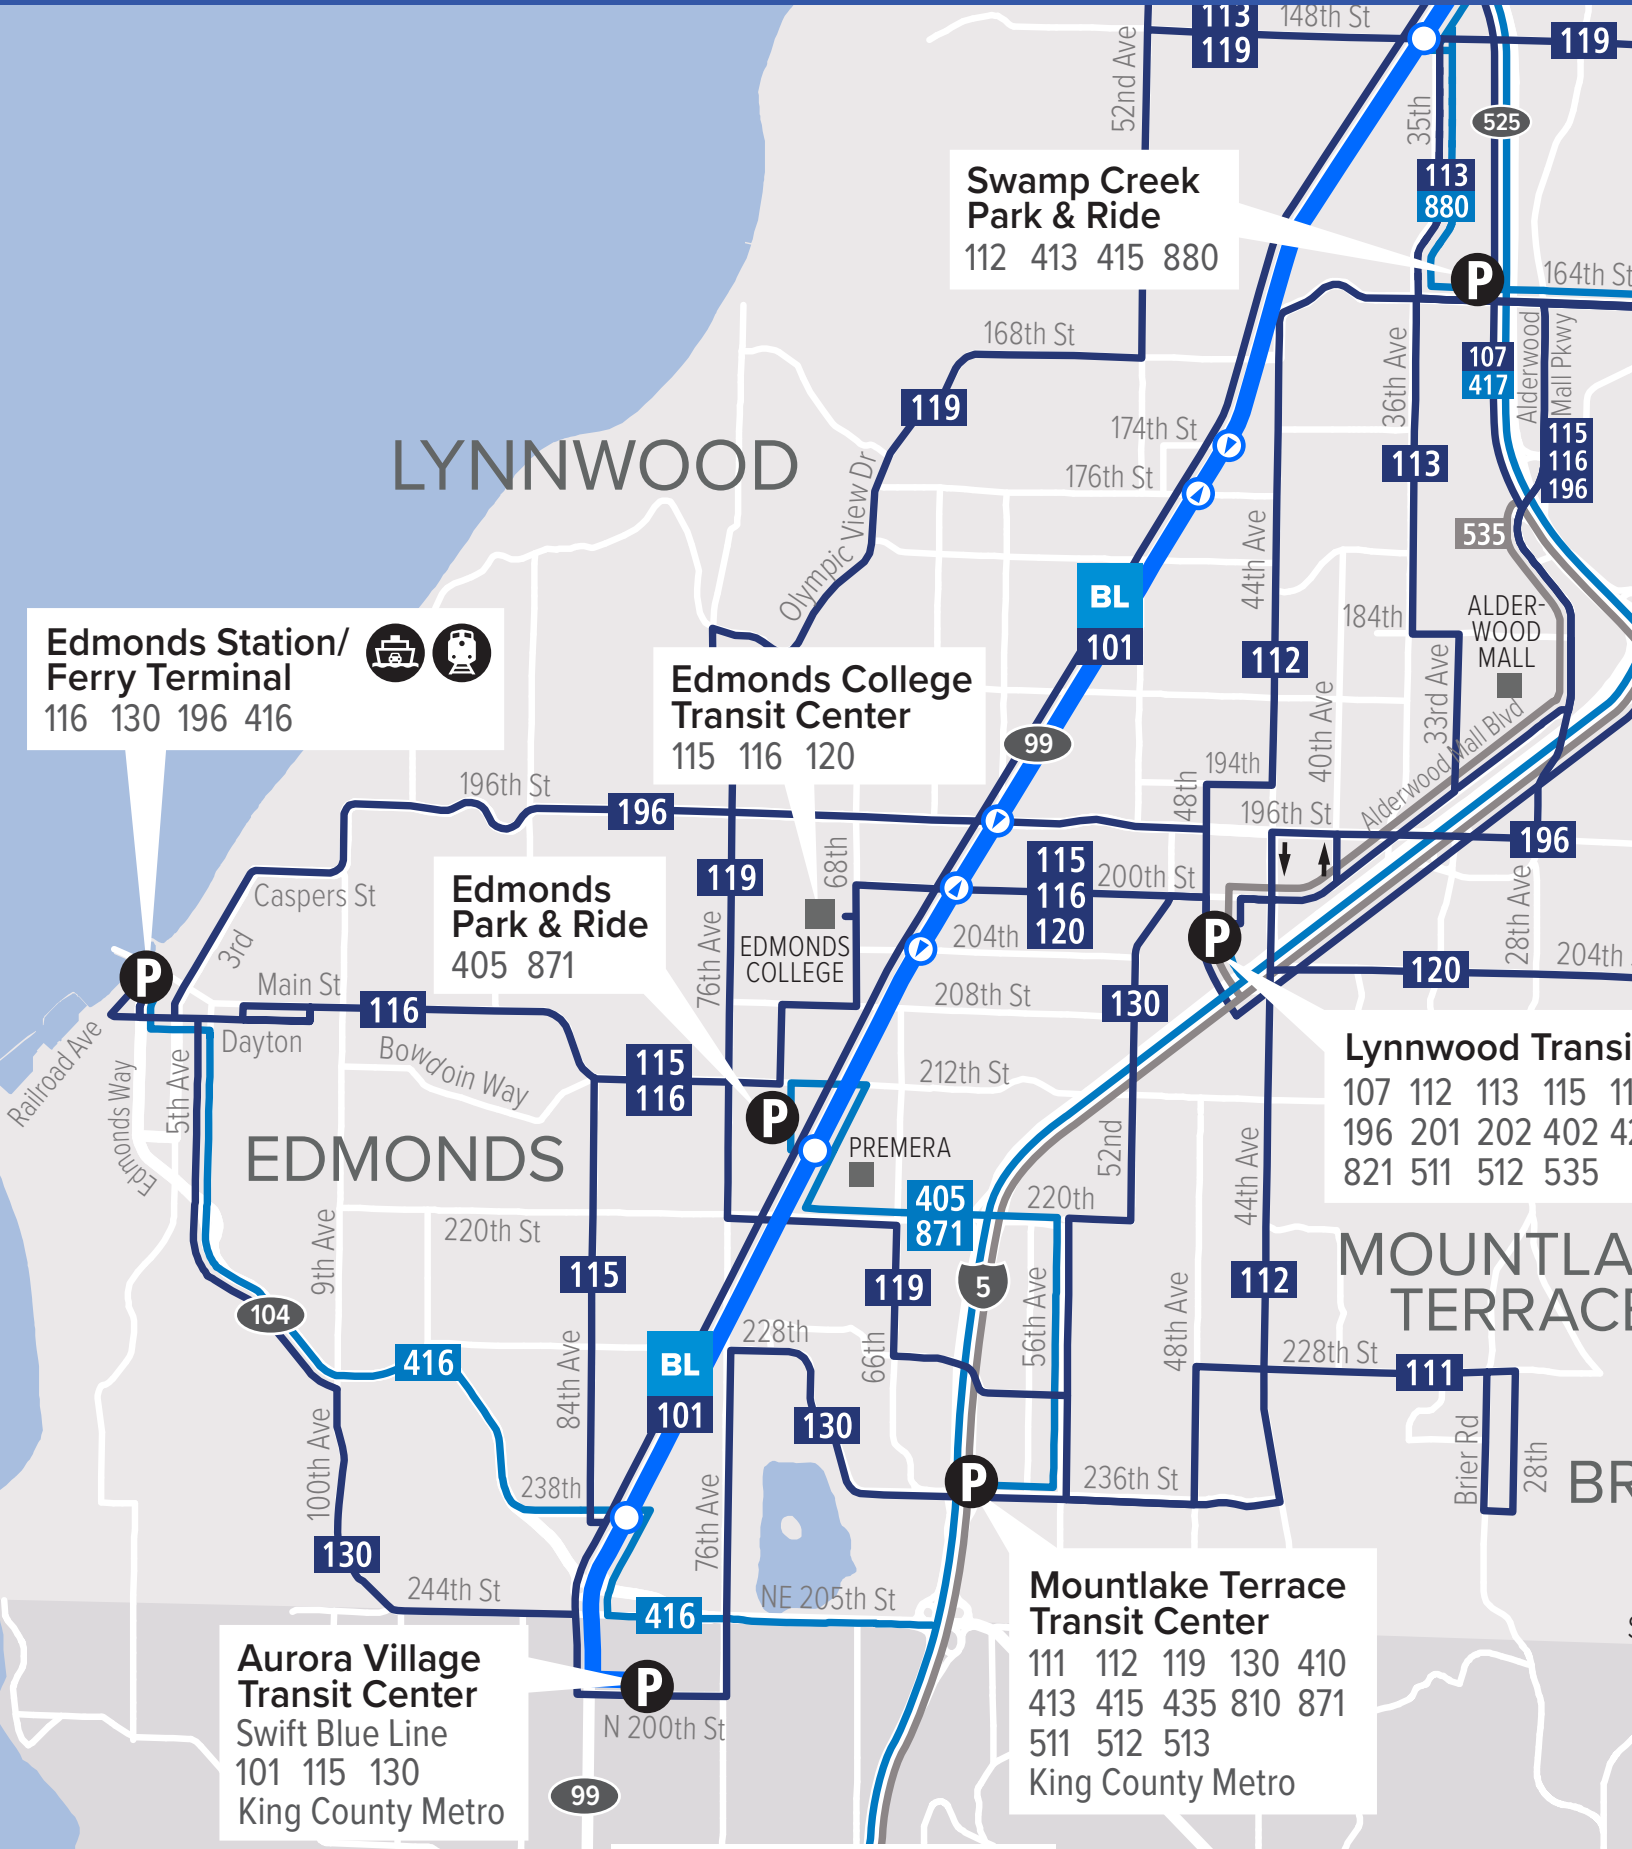 113
148th St
119
119
52nd Ave
35th
525
Swamp Creek
Park & Ride
112 413 415 880
113
880
164th St
168th St
36th Ave
107
417
Alderwood
Mall Pkwy
119
174th St
LYNNWOOD
176th St
113
115
116
196
Olympic View Dr
44th Ave
535
BL
101
184th
ALDER-
WOOD
MALL
Edmonds Station/
Ferry Terminal
116 130 196 416
112
Edmonds College
Transit Center
115 116 120
33rd Ave
40th Ave
Alderwood Mall Blvd
99
194th
48th
196th St
196
196th St
196
68th
119
115
116
120
200th St
28th Ave
Caspers St
Edmonds
Park & Ride
405 871
3rd
76th Ave
EDMONDS
COLLEGE
204th
204th
Main St
116
208th St
130
120
Railroad Ave
Dayton
Bowdoin Way
5th Ave
Edmonds Way
115
116
212th St
Lynnwood Transi
107 112 113 115 11
196 201 202 402 42
821 511 512 535
EDMONDS
PREMERA
52nd
44th Ave
405
871
220th
9th Ave
220th St
MOUNTLA
TERRACE
115
119
5
56th Ave
48th Ave
112
104
84th Ave
228th
66th
228th St
111
416
BL
101
130
100th Ave
Brier Rd
28th
BR
238th
76th Ave
236th St
130
244th St
416
NE 205th St
Mountlake Terrace
Transit Center
111 112 119 130 410
413 415 435 810 871
511 512 513
King County Metro
Aurora Village
Transit Center
Swift Blue Line
101 115 130
King County Metro
N 200th St
99